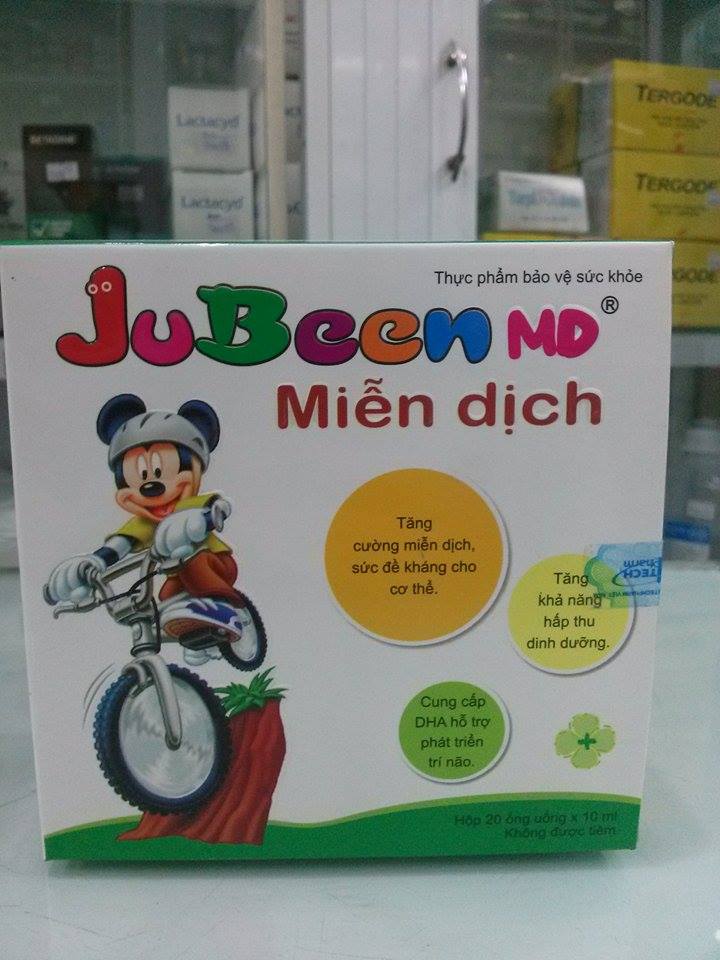 Lactacyd
Lactacyd
TERGODE
TERGODE
Thực phẩm bảo vệ sức khỏe
JuBeen MD®
Miễn dịch
Tăng
cường miễn dịch,
sức đề kháng cho
cơ thể.
Tăng
khả năng
hấp thu
dinh dưỡng.
Cung cấp
DHA hỗ trợ
phát triển
trí não.
Hộp 20 ống uống x 10 ml
Không được tiêm